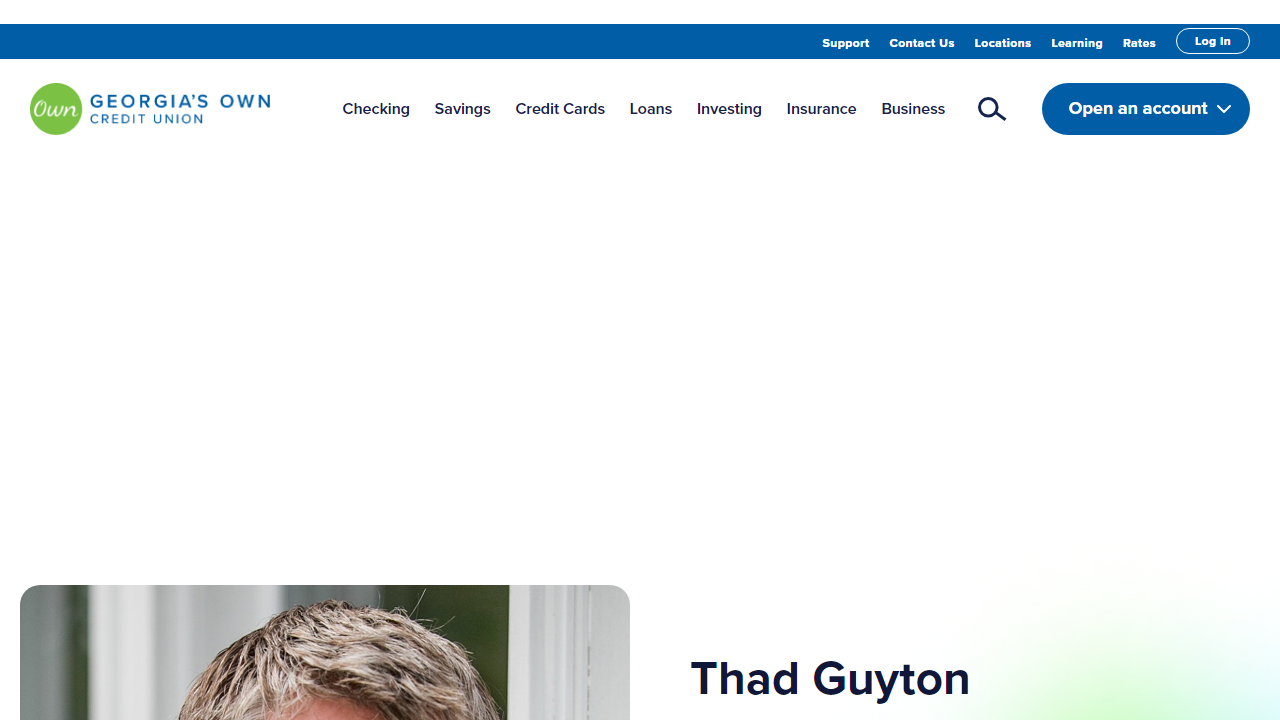 Support Contact Us Locations Learning Rates Log In
Own GEORGIA'S OWN
CREDIT UNION
Checking Savings Credit Cards Loans Investing Insurance Business Open an account
Thad Guyton